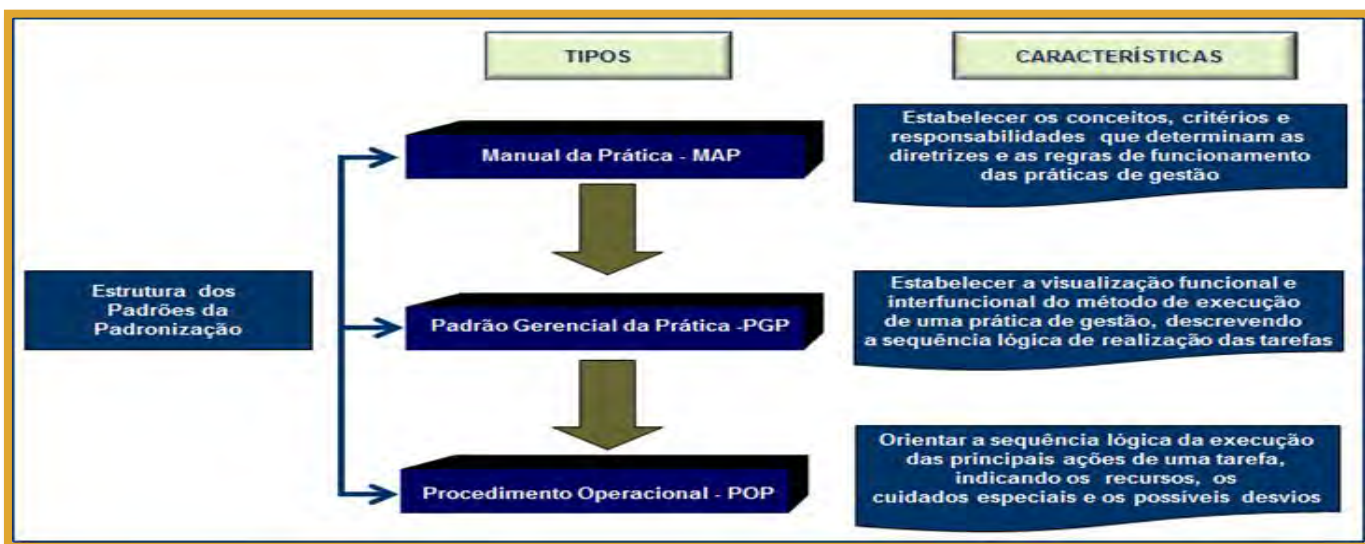 TIPOS
CARACTERÍSTICAS
Manual da Prática - MAP
Estabelecer os conceitos, critérios e
responsabilidades que determinam as
diretrizes e as regras de funcionamento
das práticas de gestão
Estrutura dos
Padrões da
Padronização
Padrão Gerencial da Prática -PGP
Estabelecer a visualização funcional e
interfuncional do método de execução
de uma prática de gestão, descrevendo
a sequência lógica de realização das tarefas
Procedimento Operacional - POP
Orientar a sequência lógica da execução
das principais ações de uma tarefa,
indicando os recursos, os
cuidados especiais e os possíveis desvios